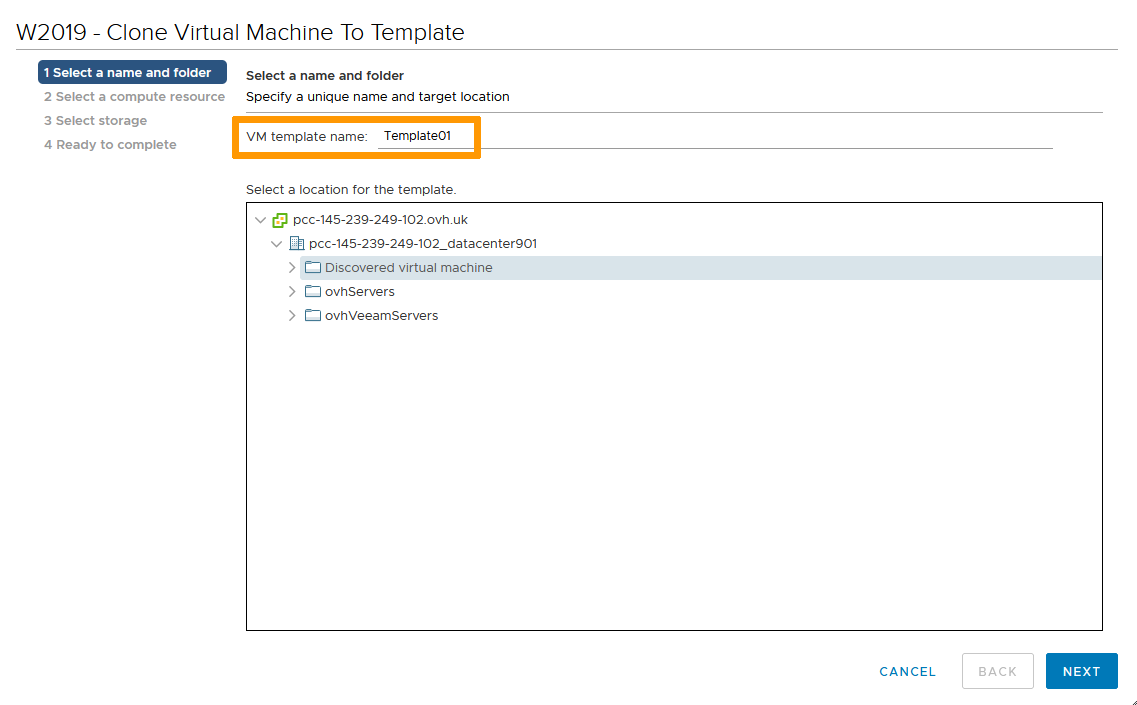 W2019 - Clone Virtual Machine To Template
1 Select a name and folder
2 Select a compute resource
3 Select storage
4 Ready to complete
Select a name and folder
Specify a unique name and target location
VM template name: Template01
Select a location for the template.
pcc-145-239-249-102.ovh.uk
pcc-145-239-249-102_datacenter901
Discovered virtual machine
ovhServers
ovhVeeamServers
CANCEL BACK NEXT